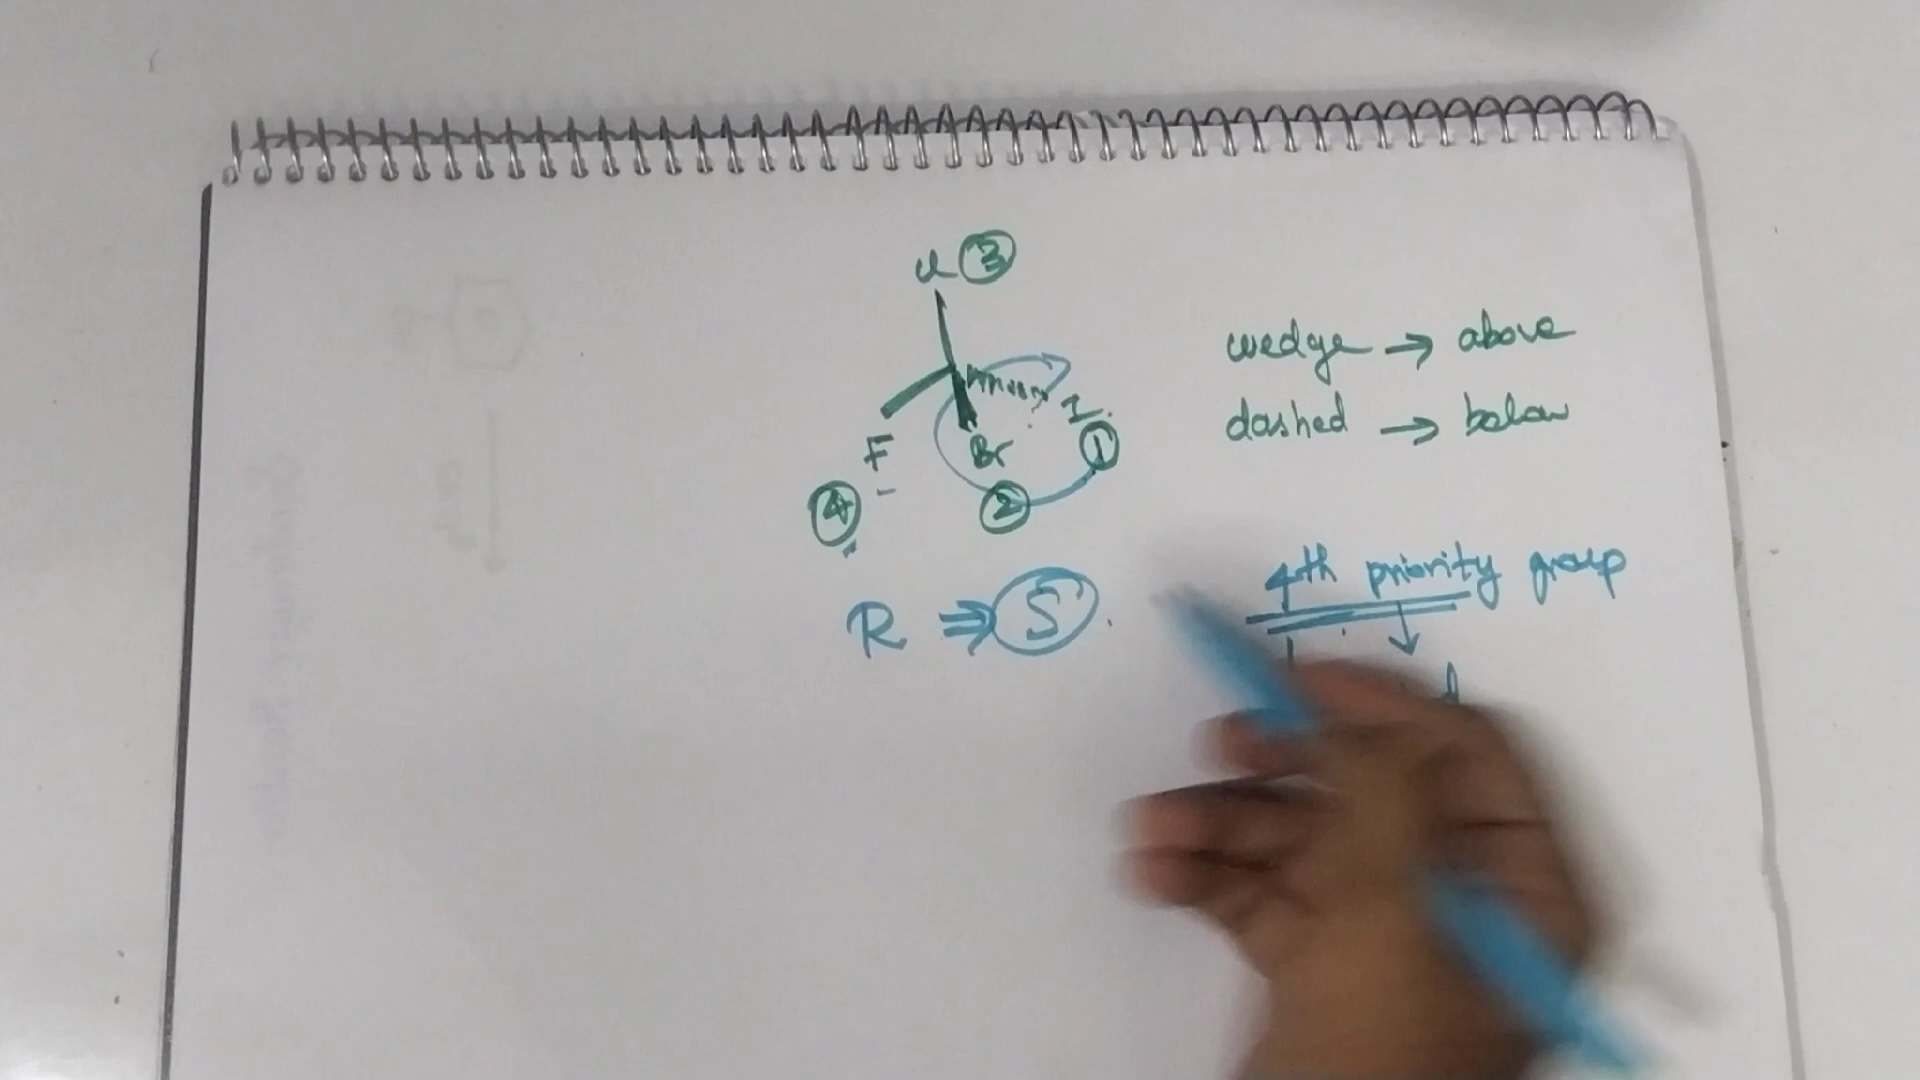 Cl ③
wedge → above
I
dashed → below
F
Br
①
④
②
4th priority group
R ⇒ S